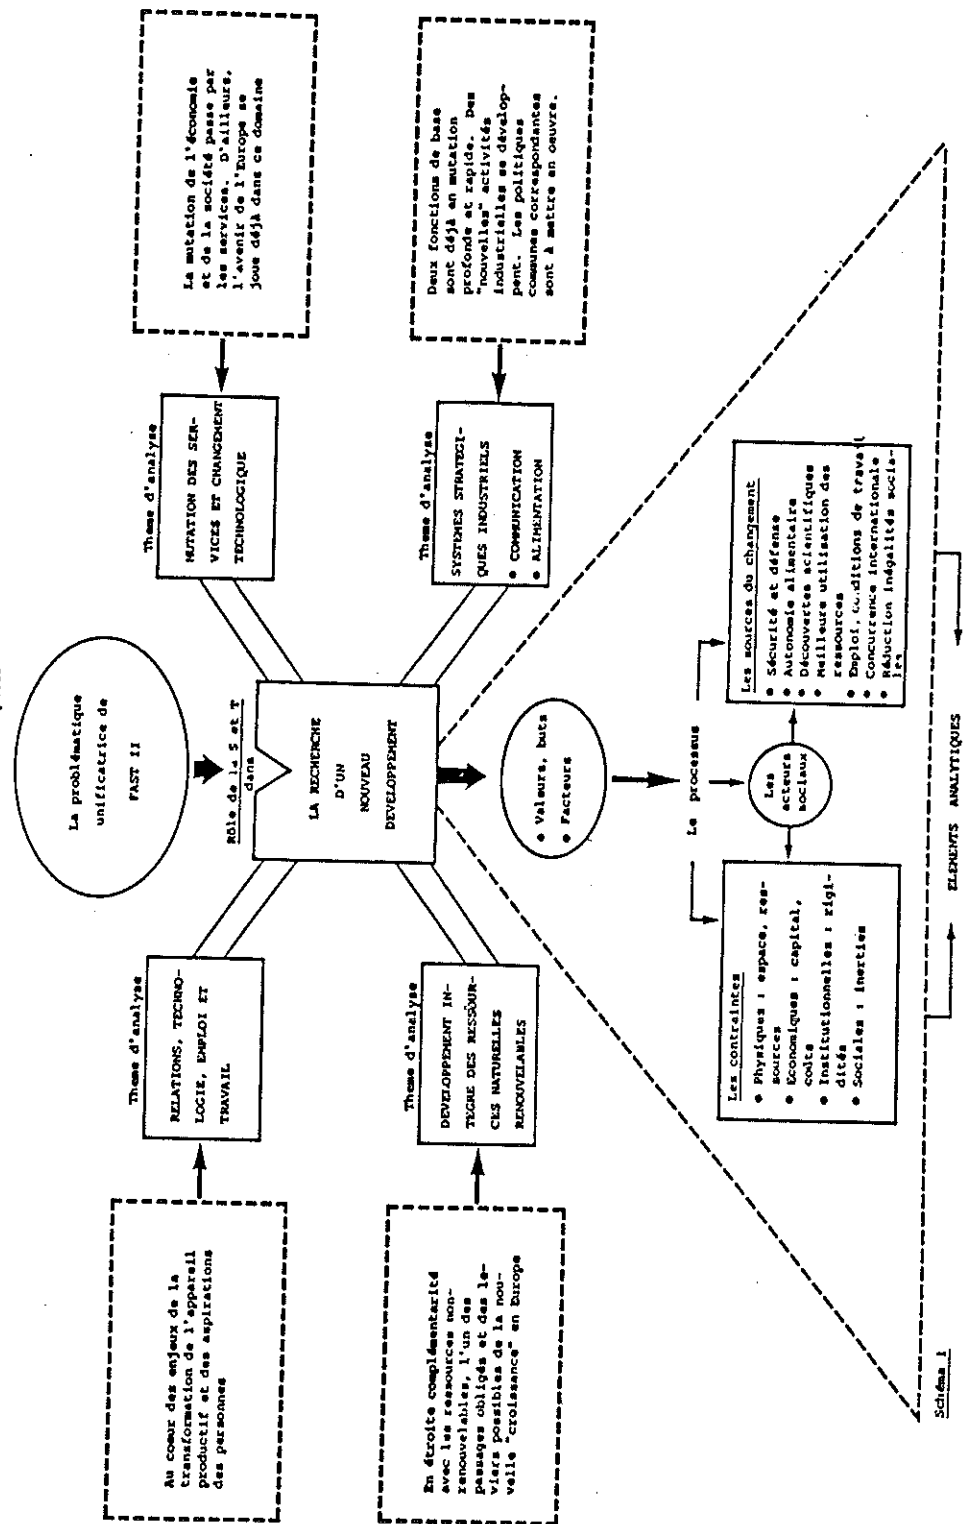 La problématique
unificatrice de
FAST II
Au coeur des enjeux de la
transformation de l'appareil
productif et des aspirations
des personnes
Theme d'analyse
RELATIONS, TECHNO-
LOGIE, EMPLOI ET
TRAVAIL
Rôle de la S et T
dans
LA RECHERCHE
D'UN
NOUVEAU
DEVELOPPEMENT
Theme d'analyse
MUTATION DES SER-
VICES ET CHANGEMENT
TECHNOLOGIQUE
La mutation de l'économie
et de la société passe par
les services. D'ailleurs,
l'avenir de l'Europe se
joue déjà dans ce domaine
En étroite complémentarité
avec les ressources non-
renouvelables, l'un des
passages obligés et des le-
viers possibles de la nou-
velle "croissance" en Europe
Theme d'analyse
DEVELOPPEMENT IN-
TEGRE DES RESSOUR-
CES NATURELLES
RENOUVELABLES
Theme d'analyse
SYSTEMES STRATEGI-
QUES INDUSTRIELS
● COMMUNICATION
● ALIMENTATION
Deux fonctions de base
sont déjà en mutation
profonde et rapide. Des
"nouvelles" activités
industrielles se dévelop-
pent. Les politiques
communes correspondantes
sont à mettre en oeuvre.
● Valeurs, buts
● Facteurs
Le processus
Les contraintes
● Physiques : espace, res-
sources
● Economiques : capital,
coûts
● Institutionnelles : rigi-
dités
● Sociales : inerties
Les
acteurs
sociaux
Les sources du changement
● Sécurité et défense
● Autonomie alimentaire
● Découvertes scientifiques
● Meilleure utilisation des
ressources
● Emploi, conditions de travail
● Concurrence internationale
● Réduction inégalités socia-
les
ELEMENTS ANALYTIQUES
Schéma 1